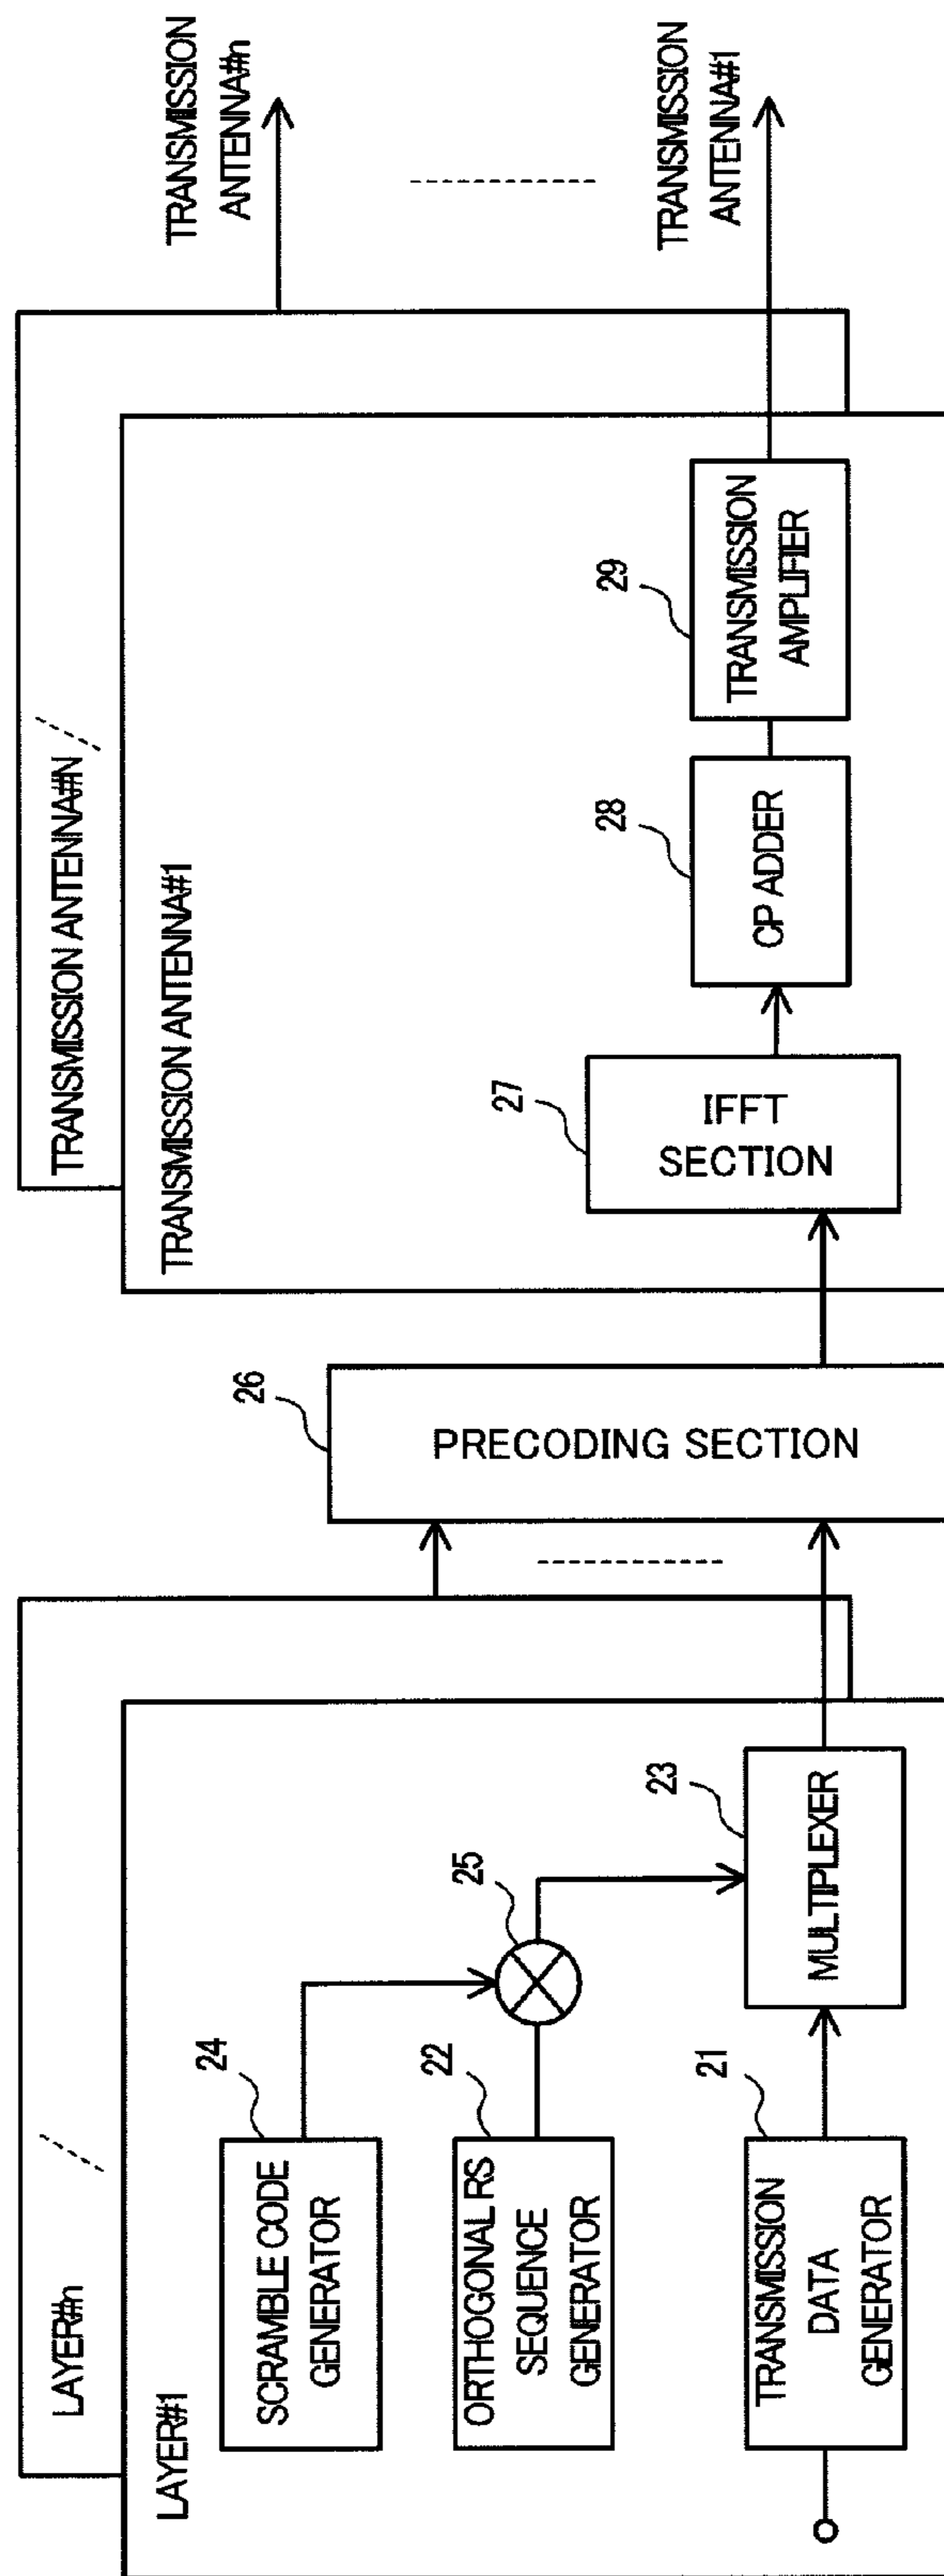 LAYER#n
LAYER#1
24
SCRAMBLE CODE
GENERATOR
25
22
ORTHOGONAL RS
SEQUENCE
GENERATOR
21
TRANSMISSION
DATA
GENERATOR
23
MULTIPLEXER
26
PRECODING SECTION
TRANSMISSION ANTENNA#N
TRANSMISSION ANTENNA#1
27
IFFT
SECTION
28
CP ADDER
29
TRANSMISSION
AMPLIFIER
TRANSMISSION
ANTENNA#n
TRANSMISSION
ANTENNA#1